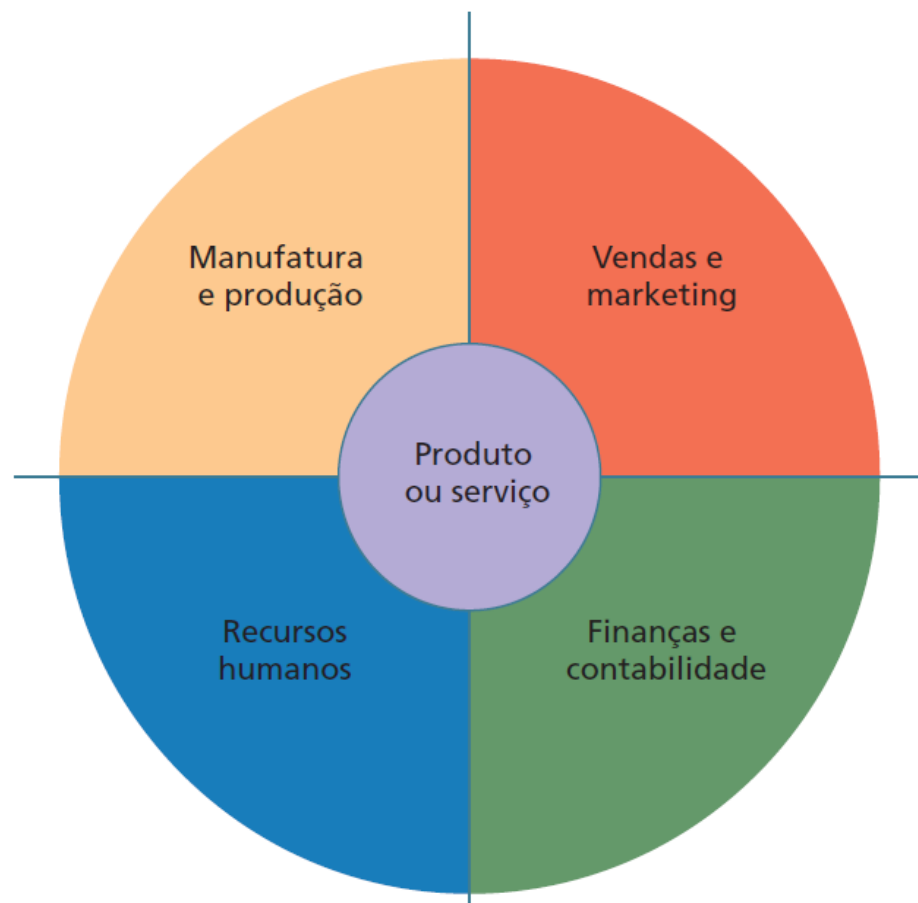 Manufatura
e produção
Vendas e
marketing
Produto
ou serviço
Recursos
humanos
Finanças e
contabilidade